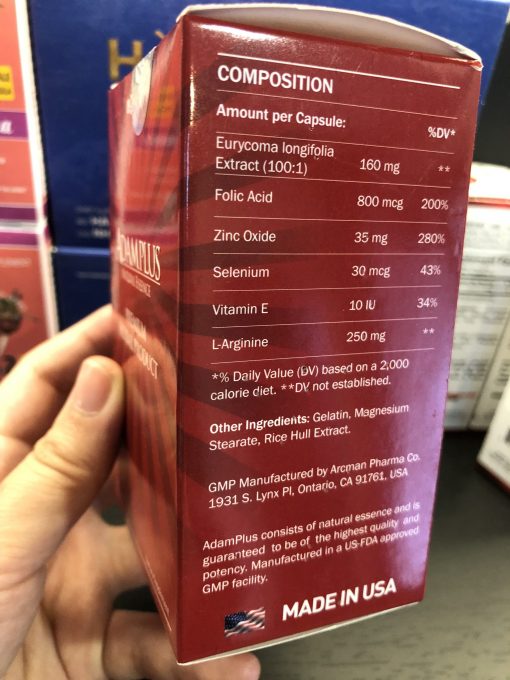 COMPOSITION
Amount per Capsule: %DV*
Eurycoma longifolia
Extract (100:1) 160 mg **
Folic Acid 800 mcg 200%
Zinc Oxide 35 mg 280%
Selenium 30 mcg 43%
Vitamin E 10 IU 34%
L-Arginine 250 mg **
*% Daily Value (DV) based on a 2,000
calorie diet. **DV not established.
Other Ingredients: Gelatin, Magnesium
Stearate, Rice Hull Extract.
GMP Manufactured by Arcman Pharma Co.
1931 S. Lynx Pl, Ontario, CA 91761, USA
AdamPlus consists of natural essence and is
guaranteed to be of the highest quality and
potency. Manufactured in a US-FDA approved
GMP facility.
MADE IN USA
ADAMPLUS
ESSENCE
HÀ